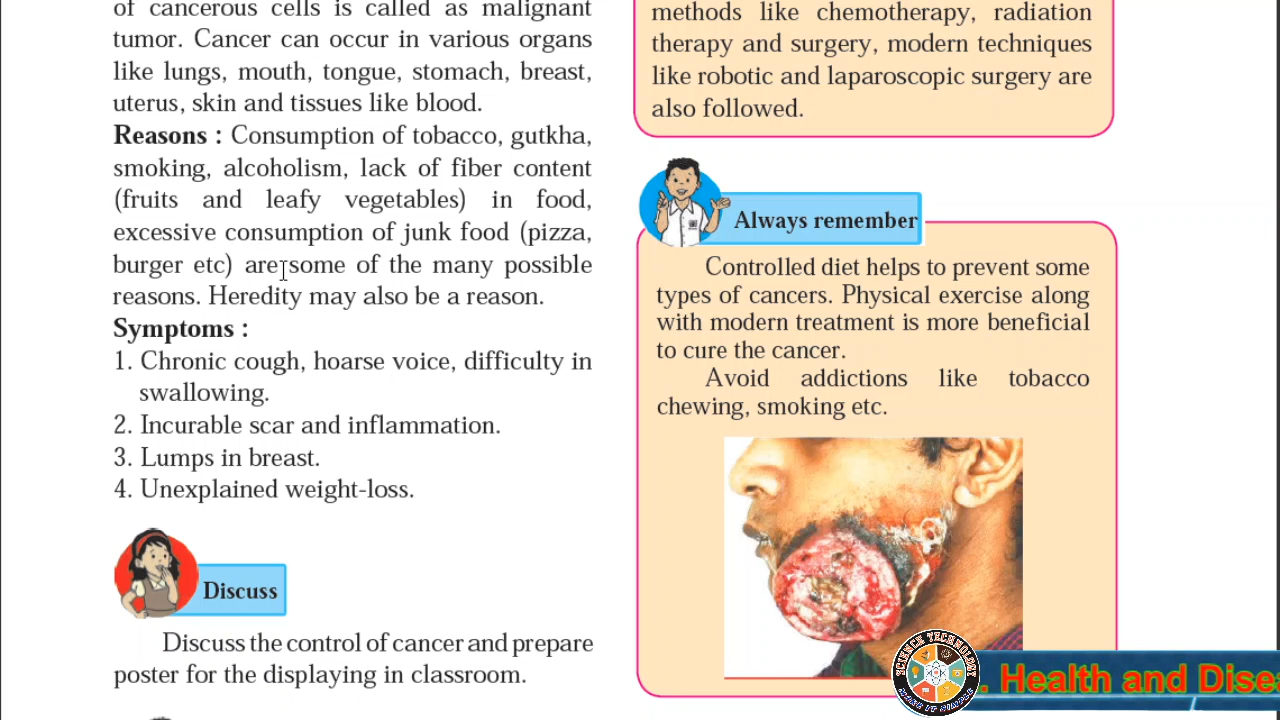 of cancerous cells is called as malignant
tumor. Cancer can occur in various organs
like lungs, mouth, tongue, stomach, breast,
uterus, skin and tissues like blood.
Reasons : Consumption of tobacco, gutkha,
smoking, alcoholism, lack of fiber content
(fruits and leafy vegetables) in food,
excessive consumption of junk food (pizza,
burger etc) are some of the many possible
reasons. Heredity may also be a reason.
Symptoms :
1. Chronic cough, hoarse voice, difficulty in
swallowing.
2. Incurable scar and inflammation.
3. Lumps in breast.
4. Unexplained weight-loss.
Discuss
Discuss the control of cancer and prepare
poster for the displaying in classroom.
methods like chemotherapy, radiation
therapy and surgery, modern techniques
like robotic and laparoscopic surgery are
also followed.
Always remember
Controlled diet helps to prevent some
types of cancers. Physical exercise along
with modern treatment is more beneficial
to cure the cancer.
Avoid addictions like tobacco
chewing, smoking etc.
SCIENCE TECHNOLOGY
MADE IT SIMPLE
. Health and Disea